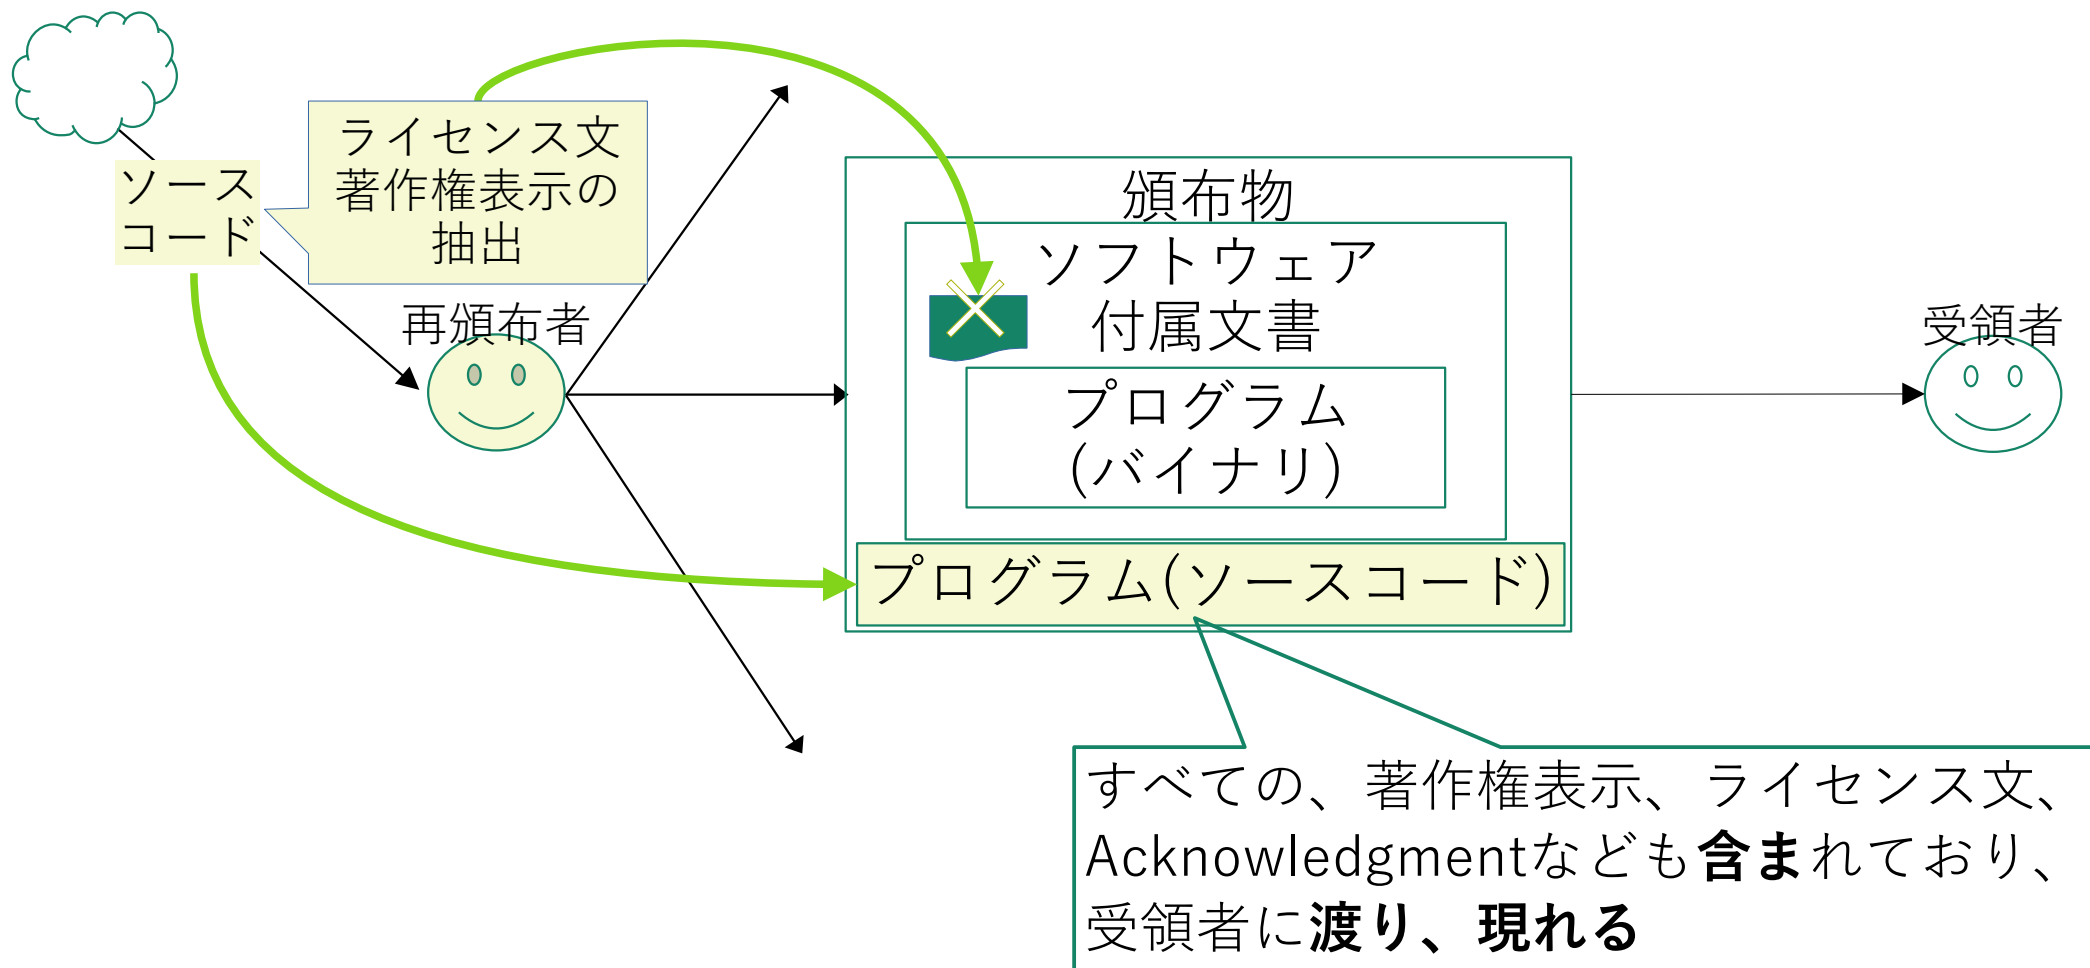 ライセンス文
著作権表示の
抽出
ソース
コード
再頒布者
頒布物
ソフトウェア
付属文書
プログラム
(バイナリ)
プログラム(ソースコード)
受領者
すべての、著作権表示、ライセンス文、
Acknowledgmentなども含まれており、
受領者に渡り、現れる